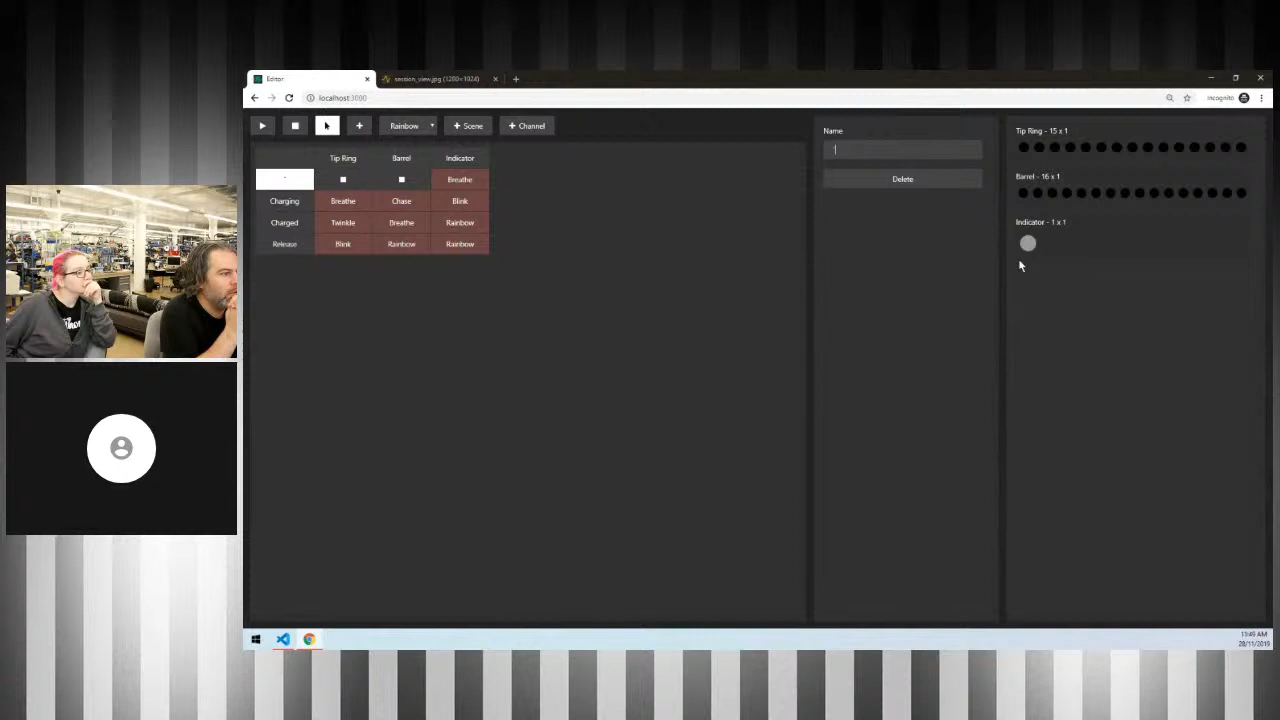 Editor
session_view.jpg (1280×1024)
localhost:3000
Incognito
Rainbow
+ Scene
+ Channel
Tip Ring
Barrel
Indicator
Breathe
Charging
Breathe
Chase
Blink
Charged
Twinkle
Breathe
Rainbow
Release
Blink
Rainbow
Rainbow
Name
Delete
Tip Ring - 15 x 1
Barrel - 16 x 1
Indicator - 1 x 1
11:49 AM
28/11/2019